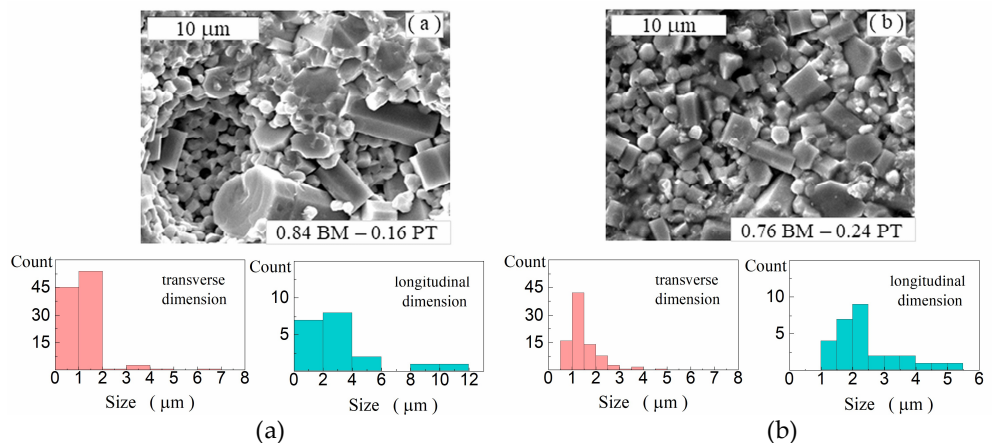 10 μm
( a )
0.84 BM – 0.16 PT
10 μm
( b )
0.76 BM – 0.24 PT
Count
45
30
15
transverse
dimension
0 1 2 3 4 5 6 7 8
Size ( μm )
Count
10
5
longitudinal
dimension
0 2 4 6 8 10 12
Size ( μm )
(a)
Count
45
30
15
transverse
dimension
0 1 2 3 4 5 6 7 8
Size ( μm )
Count
10
5
longitudinal
dimension
0 1 2 3 4 5 6
Size ( μm )
(b)